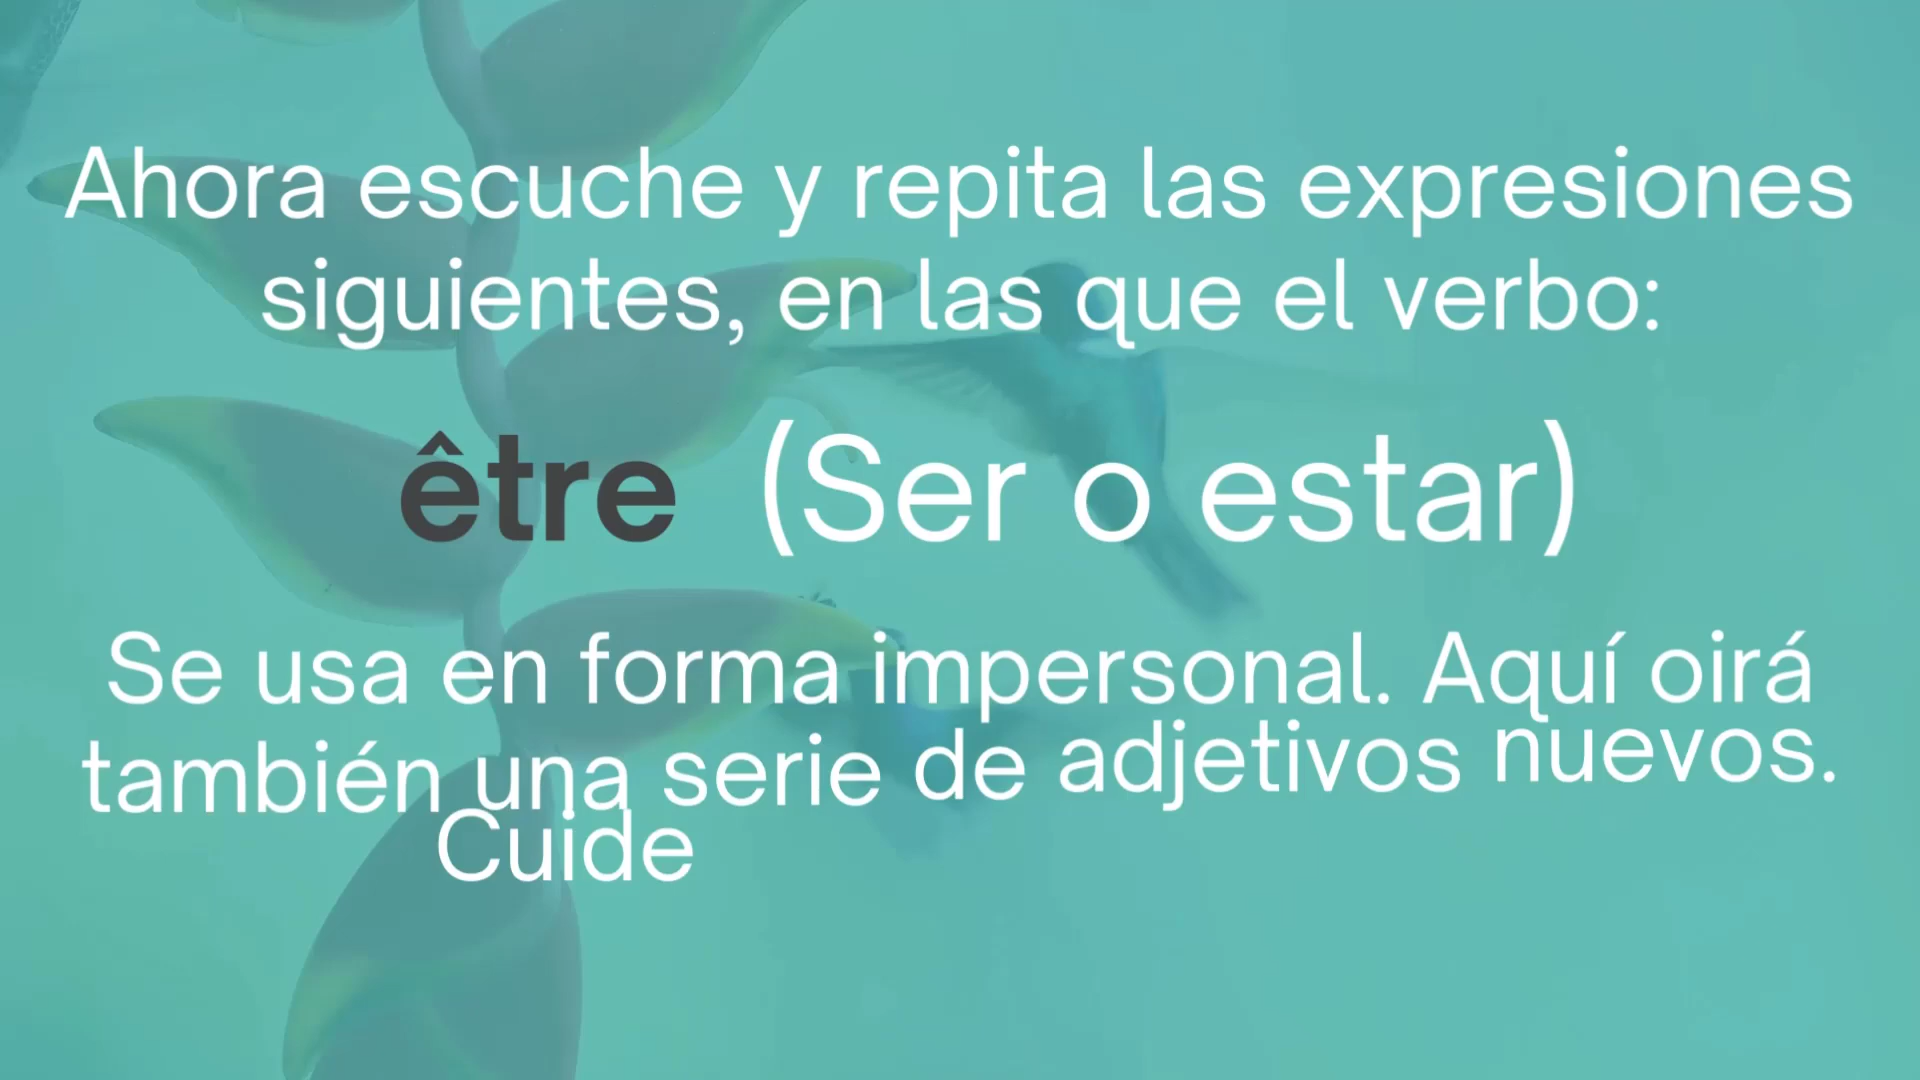 Ahora escuche y repita las expresiones
siguientes, en las que el verbo:
être (Ser o estar)
Se usa en forma impersonal. Aquí oirá
también una serie de adjetivos nuevos.
Cuide